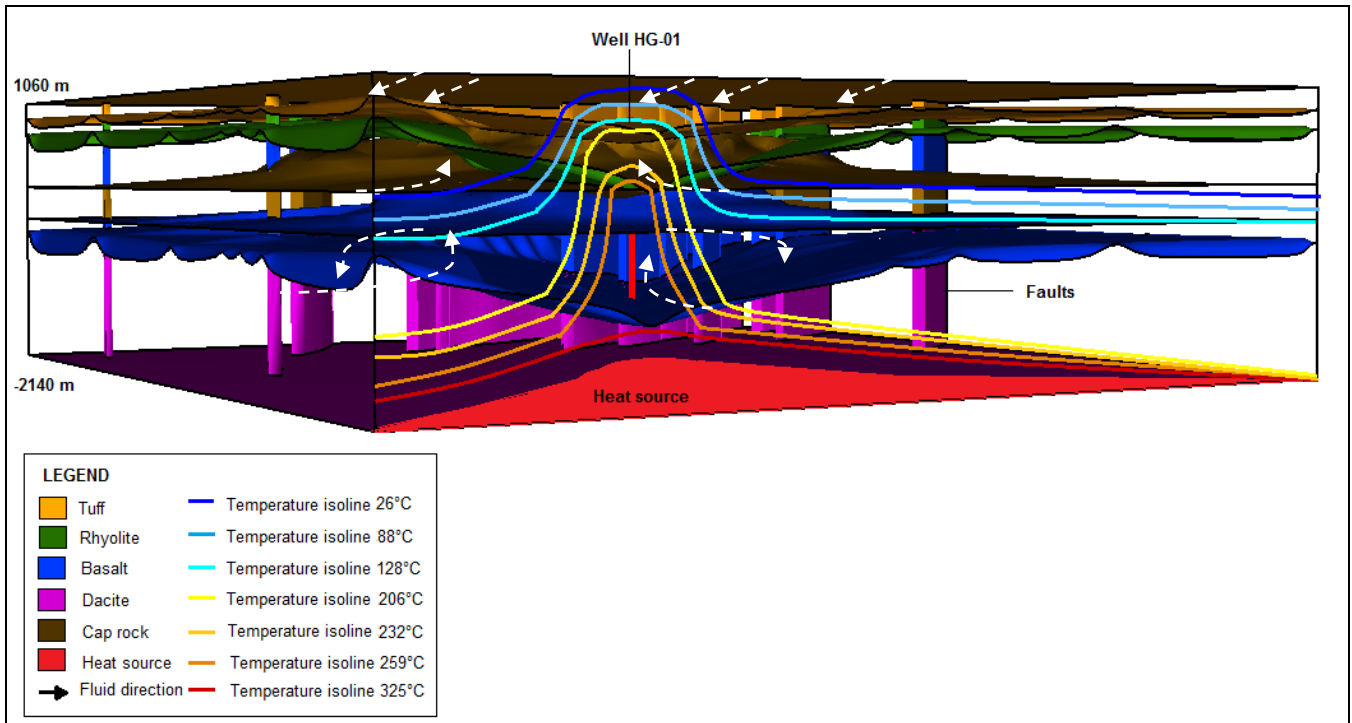 Well HG-01
1060 m
Faults
-2140 m
Heat source
LEGEND
Tuff
Rhyolite
Basalt
Dacite
Cap rock
Heat source
Fluid direction
Temperature isoline 26°C
Temperature isoline 88°C
Temperature isoline 128°C
Temperature isoline 206°C
Temperature isoline 232°C
Temperature isoline 259°C
Temperature isoline 325°C